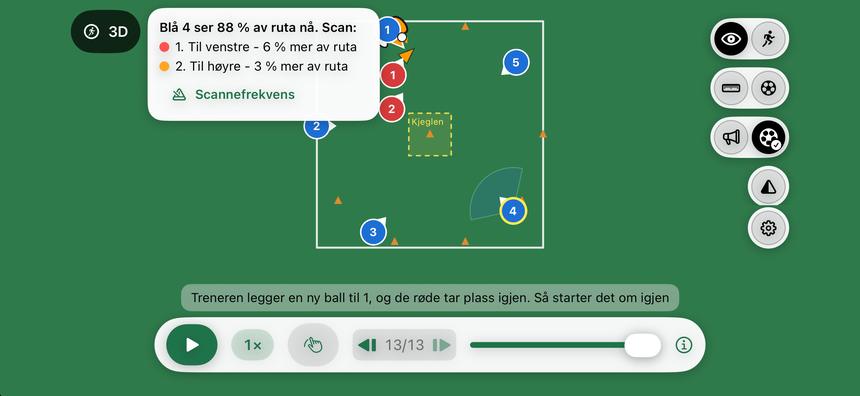 3D
Blå 4 ser 88 % av ruta nå. Scan:
1. Til venstre - 6 % mer av ruta
2. Til høyre - 3 % mer av ruta
Scannefrekvens
1
1
5
2
2
Kjeglen
4
3
Treneren legger en ny ball til 1, og de røde tar plass igjen. Så starter det om igjen
1×
13/13